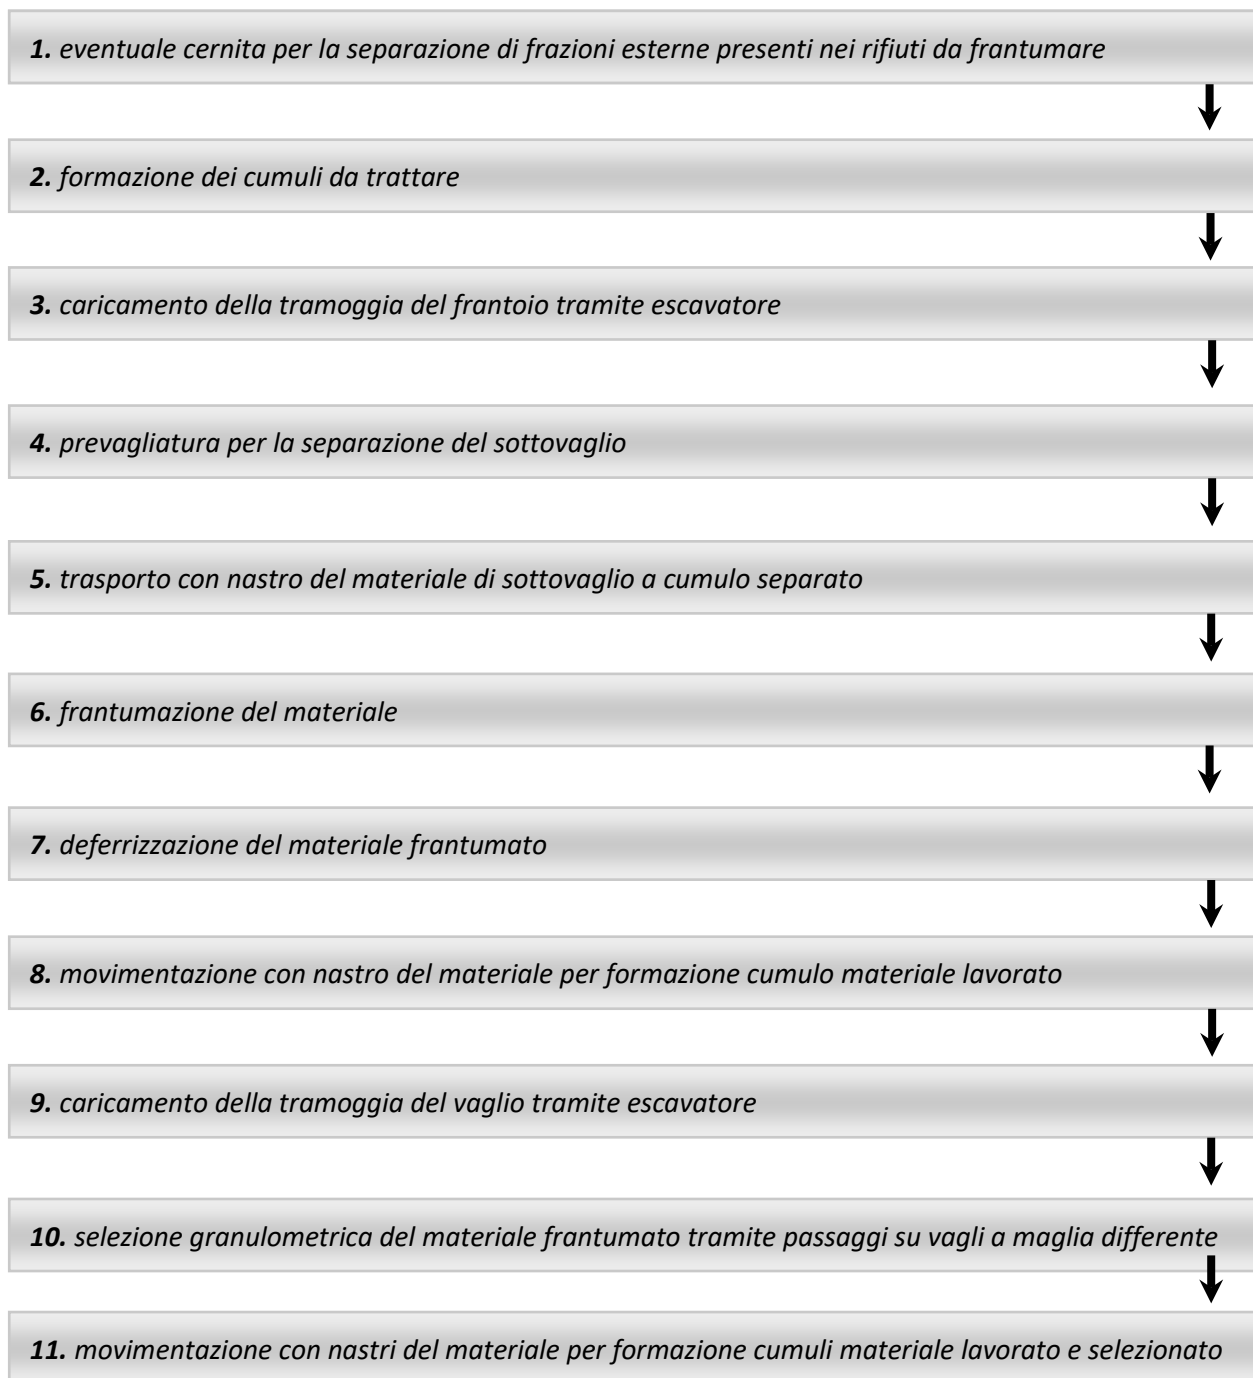 1. eventuale cernita per la separazione di frazioni esterne presenti nei rifiuti da frantumare
2. formazione dei cumuli da trattare
3. caricamento della tramoggia del frantoio tramite escavatore
4. prevagliatura per la separazione del sottovaglio
5. trasporto con nastro del materiale di sottovaglio a cumulo separato
6. frantumazione del materiale
7. deferrizzazione del materiale frantumato
8. movimentazione con nastro del materiale per formazione cumulo materiale lavorato
9. caricamento della tramoggia del vaglio tramite escavatore
10. selezione granulometrica del materiale frantumato tramite passaggi su vagli a maglia differente
11. movimentazione con nastri del materiale per formazione cumuli materiale lavorato e selezionato